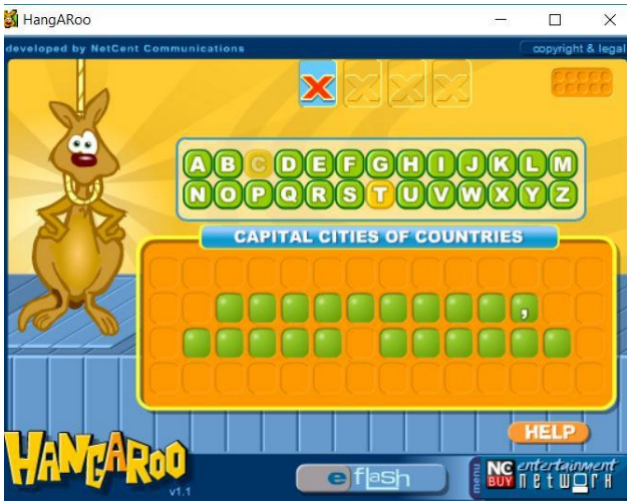 HangARoo
developed by NetCent Communications
copyright & legal
X X X X
A B C D E F G H I J K L M
N O P Q R S T U V W X Y Z
CAPITAL CITIES OF COUNTRIES
,
HELP
HANGAROO
v1.1
eflash
menu
NC BUY entertainment network